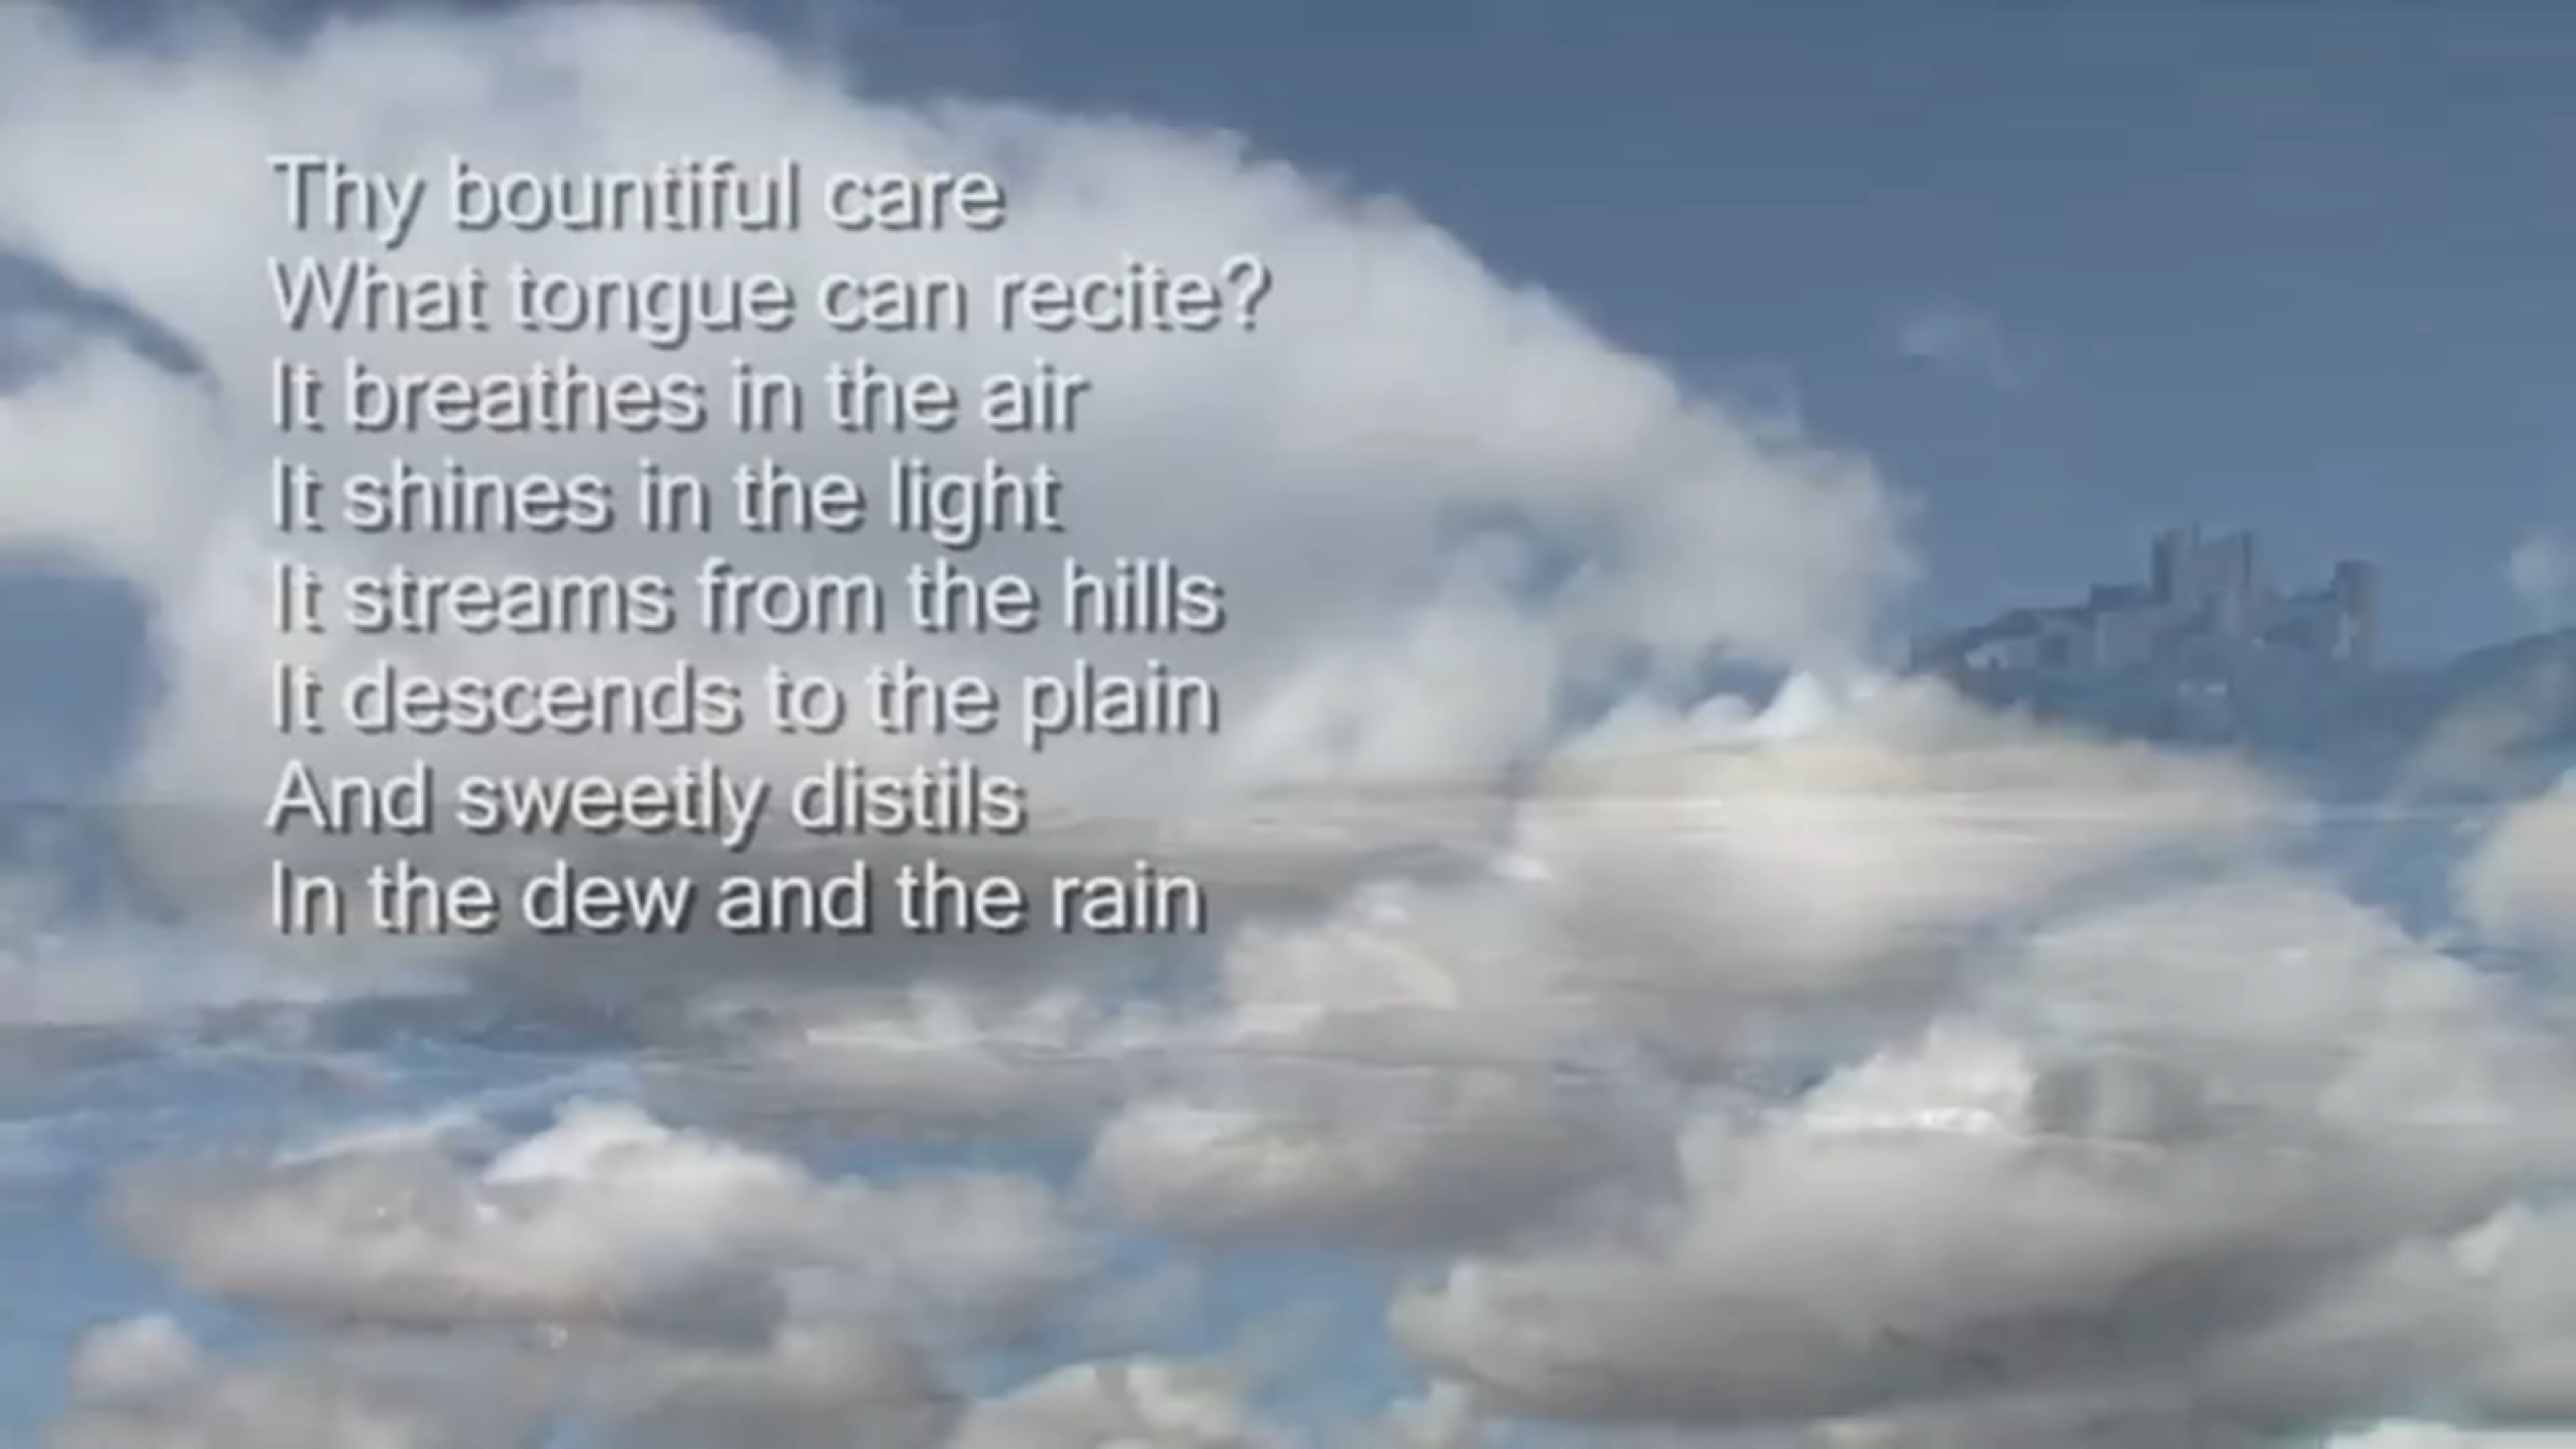 Thy bountiful care
What tongue can recite?
It breathes in the air
It shines in the light
It streams from the hills
It descends to the plain
And sweetly distils
In the dew and the rain